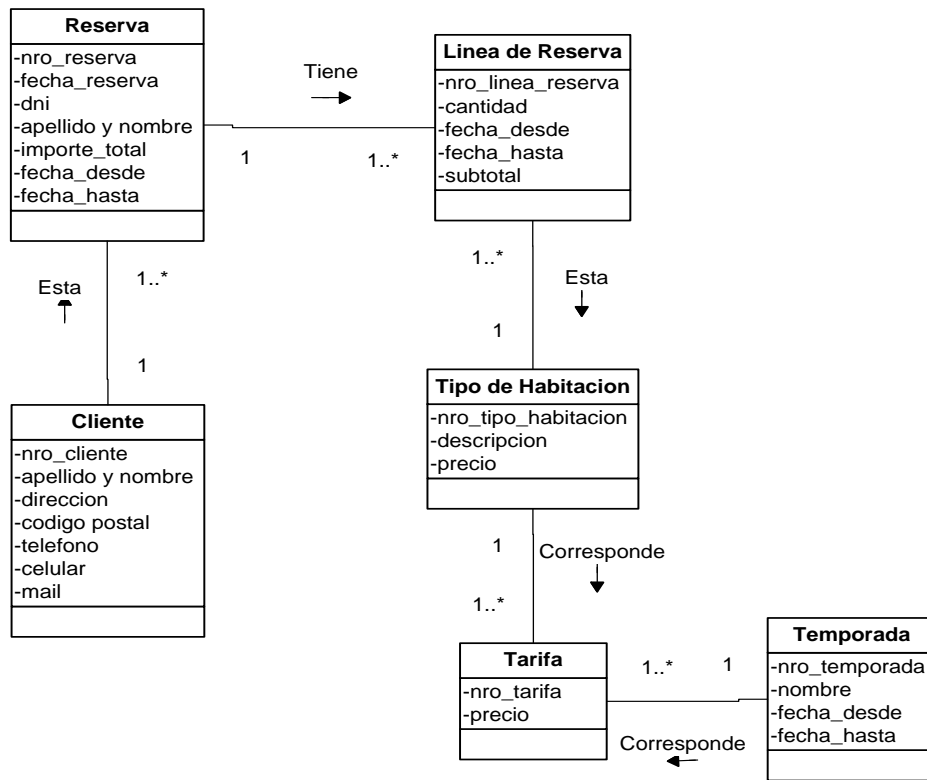 Reserva
-nro_reserva
-fecha_reserva
-dni
-apellido y nombre
-importe_total
-fecha_desde
-fecha_hasta
Tiene
1
1..*
Linea de Reserva
-nro_linea_reserva
-cantidad
-fecha_desde
-fecha_hasta
-subtotal
Esta
1..*
1
1..*
Esta
1
Cliente
-nro_cliente
-apellido y nombre
-direccion
-codigo postal
-telefono
-celular
-mail
Tipo de Habitacion
-nro_tipo_habitacion
-descripcion
-precio
1
Corresponde
1..*
Tarifa
-nro_tarifa
-precio
1..*
1
Corresponde
Temporada
-nro_temporada
-nombre
-fecha_desde
-fecha_hasta